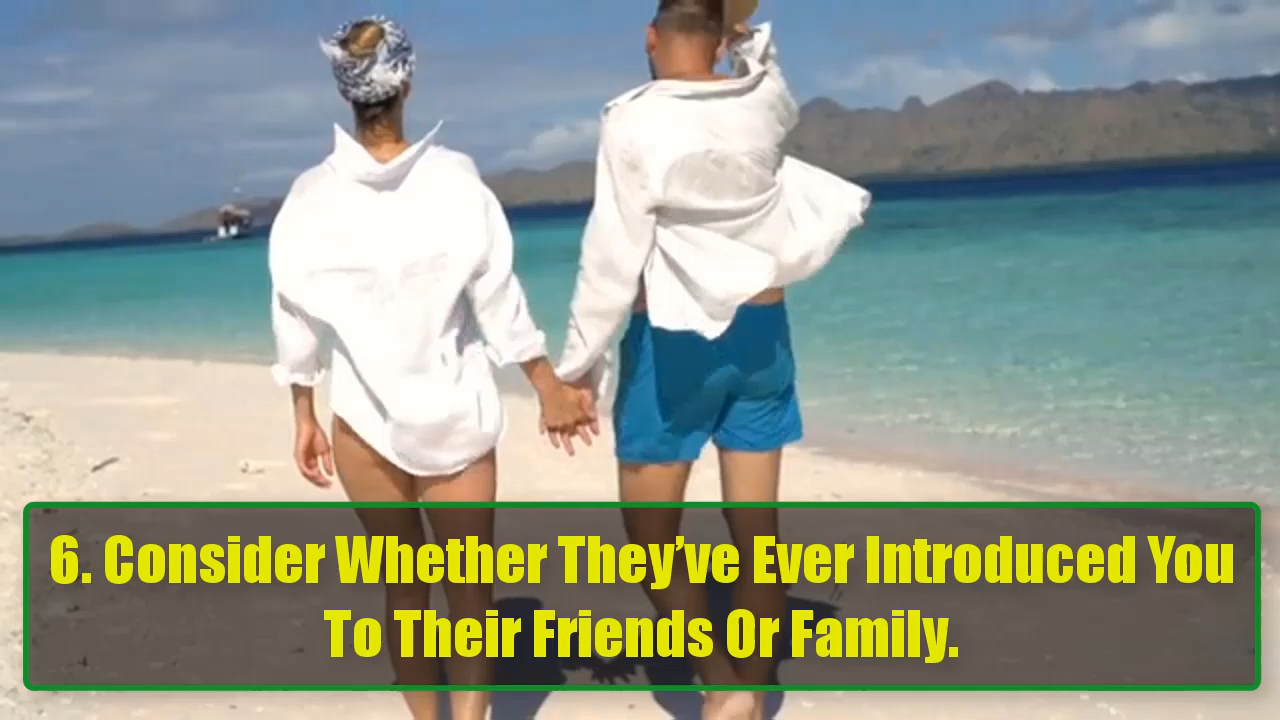 6. Consider Whether They’ve Ever Introduced You
To Their Friends Or Family.